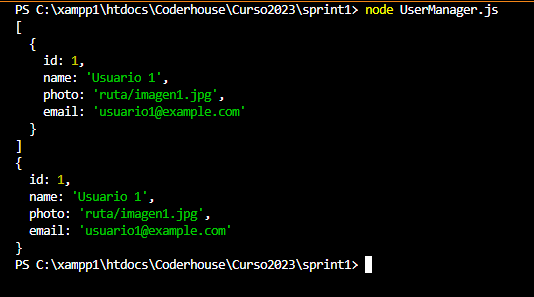 PS C:\xampp1\htdocs\Coderhouse\Curso2023\sprint1> node UserManager.js
[
  {
    id: 1,
    name: 'Usuario 1',
    photo: 'ruta/imagen1.jpg',
    email: 'usuario1@example.com'
  }
]
{
  id: 1,
  name: 'Usuario 1',
  photo: 'ruta/imagen1.jpg',
  email: 'usuario1@example.com'
}
PS C:\xampp1\htdocs\Coderhouse\Curso2023\sprint1>